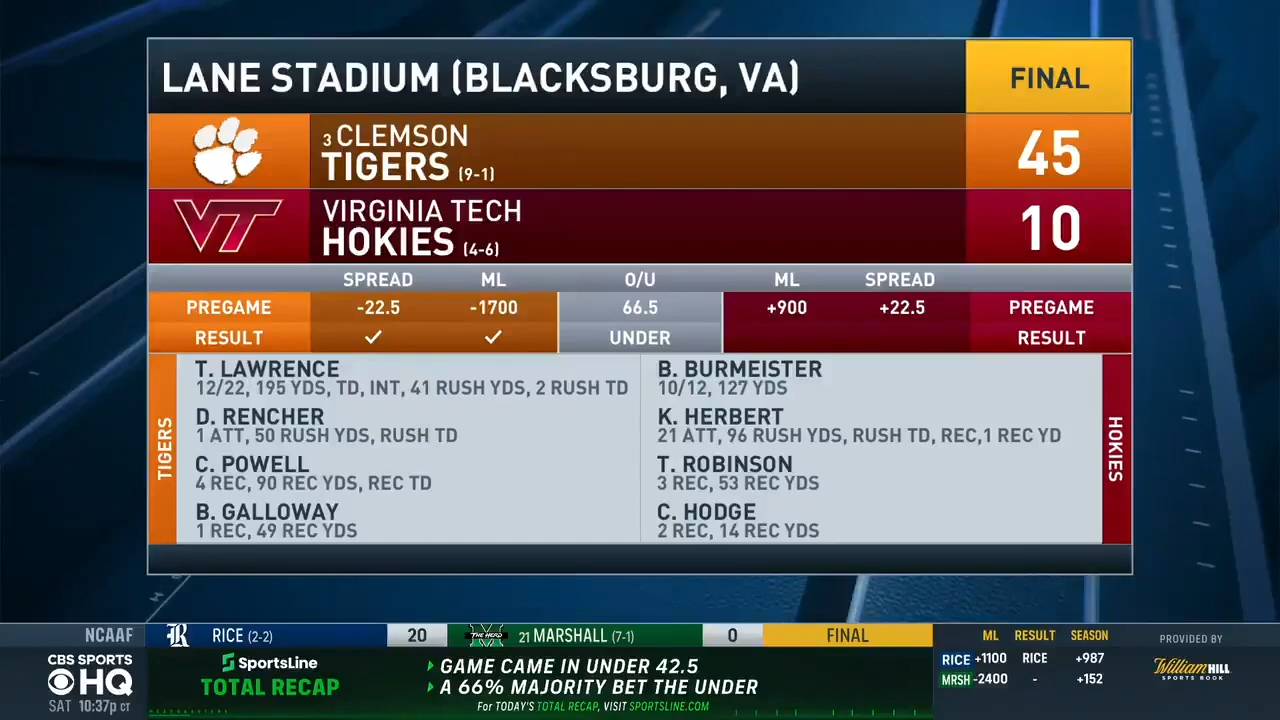 LANE STADIUM (BLACKSBURG, VA)
FINAL
3 CLEMSON
TIGERS (9-1)
45
VT
VIRGINIA TECH
HOKIES (4-6)
10
SPREAD ML O/U ML SPREAD
PREGAME -22.5 -1700 66.5 +900 +22.5 PREGAME
RESULT ✓ ✓ UNDER RESULT
TIGERS
T. LAWRENCE
12/22, 195 YDS, TD, INT, 41 RUSH YDS, 2 RUSH TD
D. RENCHER
1 ATT, 50 RUSH YDS, RUSH TD
C. POWELL
4 REC, 90 REC YDS, REC TD
B. GALLOWAY
1 REC, 49 REC YDS
B. BURMEISTER
10/12, 127 YDS
K. HERBERT
21 ATT, 96 RUSH YDS, RUSH TD, REC,1 REC YD
T. ROBINSON
3 REC, 53 REC YDS
C. HODGE
2 REC, 14 REC YDS
HOKIES
NCAAF R RICE (2-2) 20 THE HERD 21 MARSHALL (7-1) 0 FINAL
CBS SPORTS
HQ
SAT 10:37p CT
SportsLine
TOTAL RECAP
GAME CAME IN UNDER 42.5
A 66% MAJORITY BET THE UNDER
For TODAY'S TOTAL RECAP, VISIT SPORTSLINE.COM
ML RESULT SEASON
RICE +1100 RICE +987
MRSH -2400 - +152
PROVIDED BY
William HILL
SPORTS BOOK